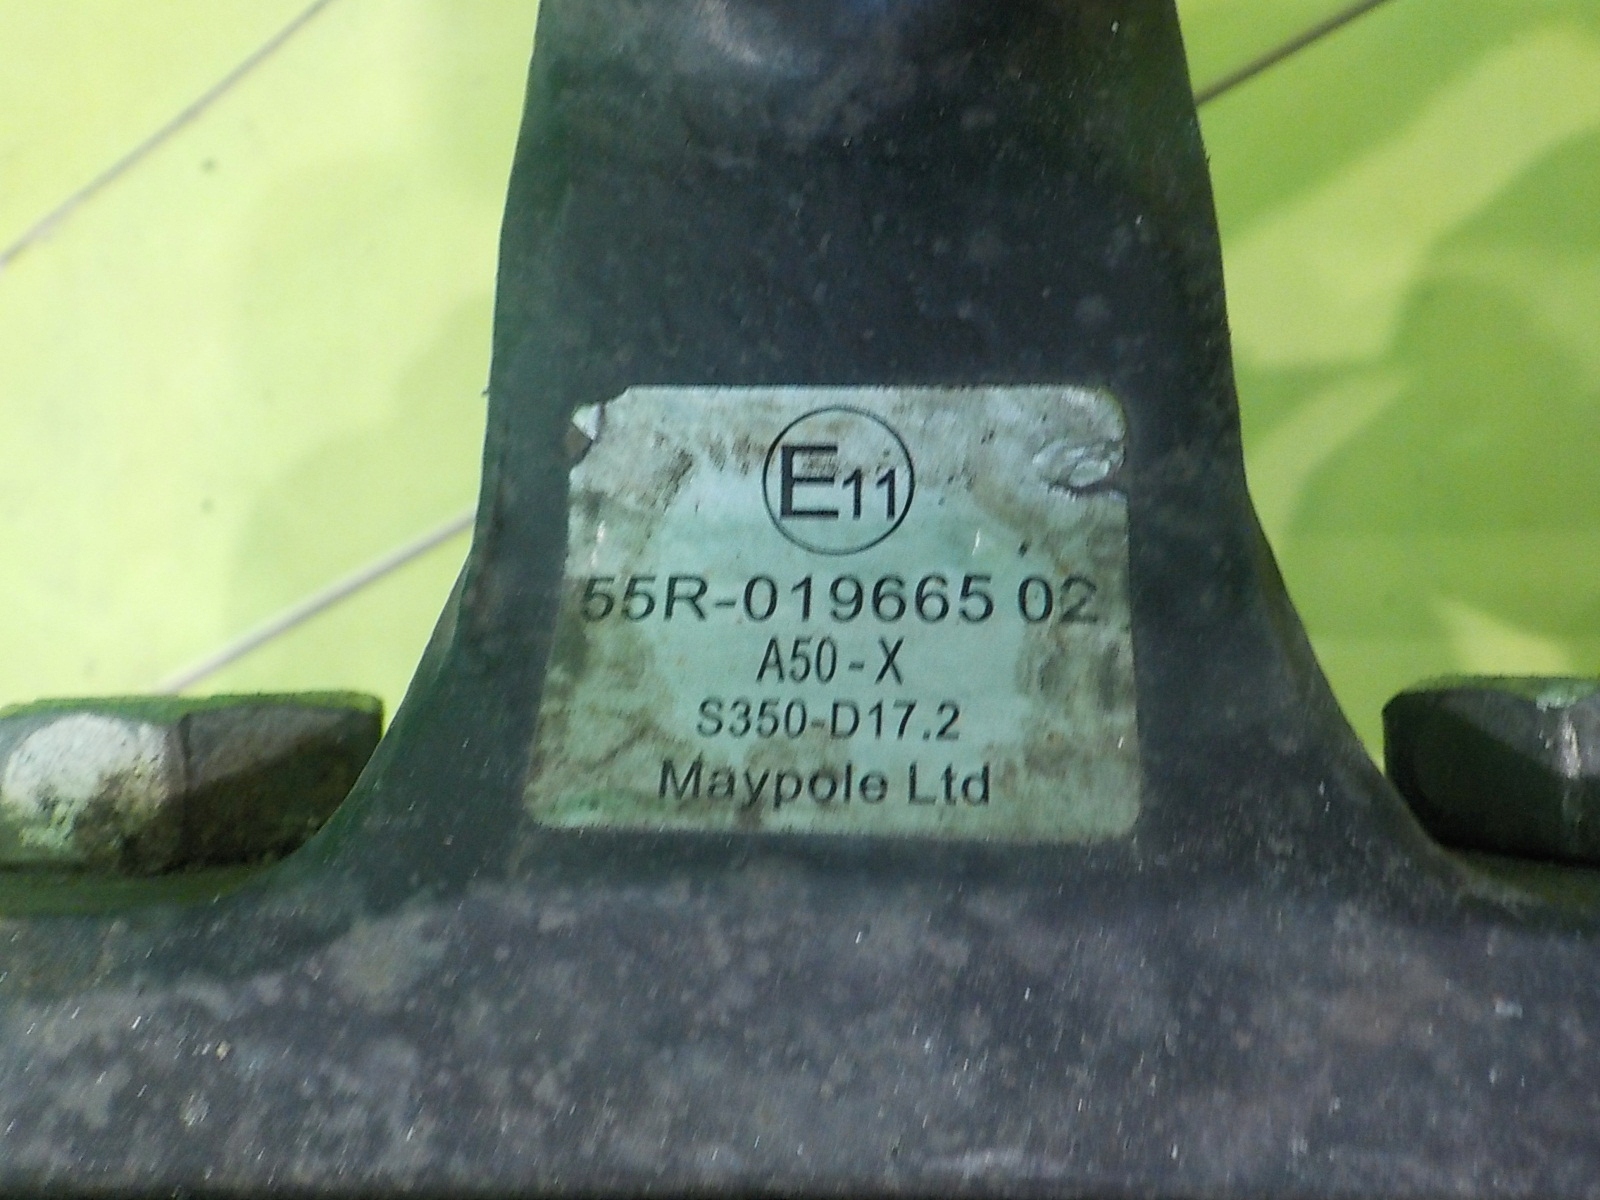 E11
55R-019665 02
A50-X
S350-D17.2
Maypole Ltd